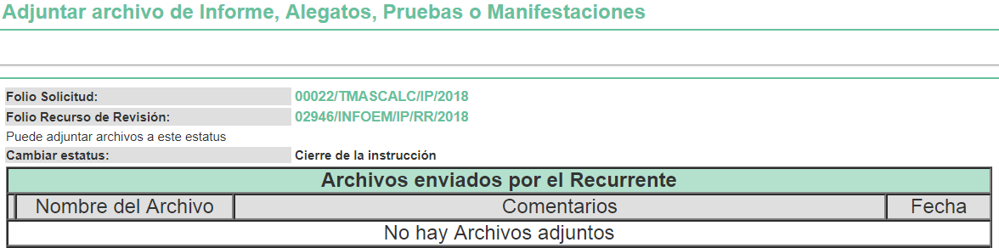 Adjuntar archivo de Informe, Alegatos, Pruebas o Manifestaciones
Folio Solicitud: 00022/TMASCALC/IP/2018
Folio Recurso de Revisión: 02946/INFOEM/IP/RR/2018
Puede adjuntar archivos a este estatus
Cambiar estatus: Cierre de la instrucción
Archivos enviados por el Recurrente
Nombre del Archivo Comentarios Fecha
No hay Archivos adjuntos